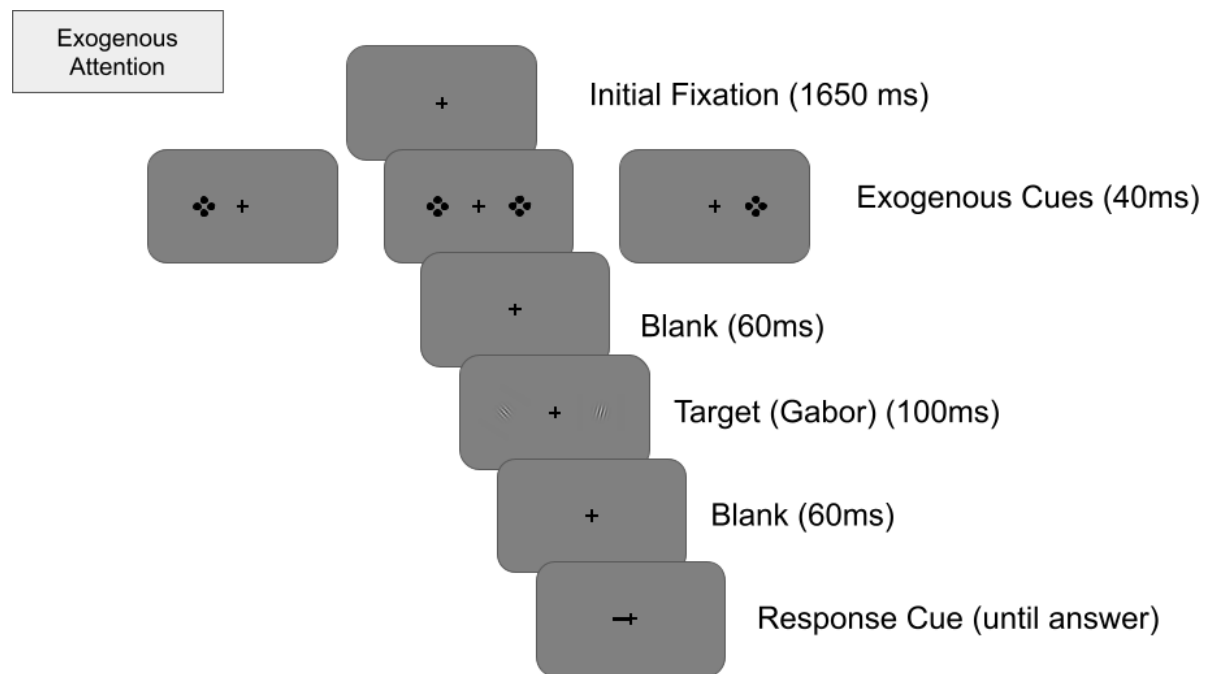 Exogenous
Attention
Initial Fixation (1650 ms)
Exogenous Cues (40ms)
Blank (60ms)
Target (Gabor) (100ms)
Blank (60ms)
Response Cue (until answer)